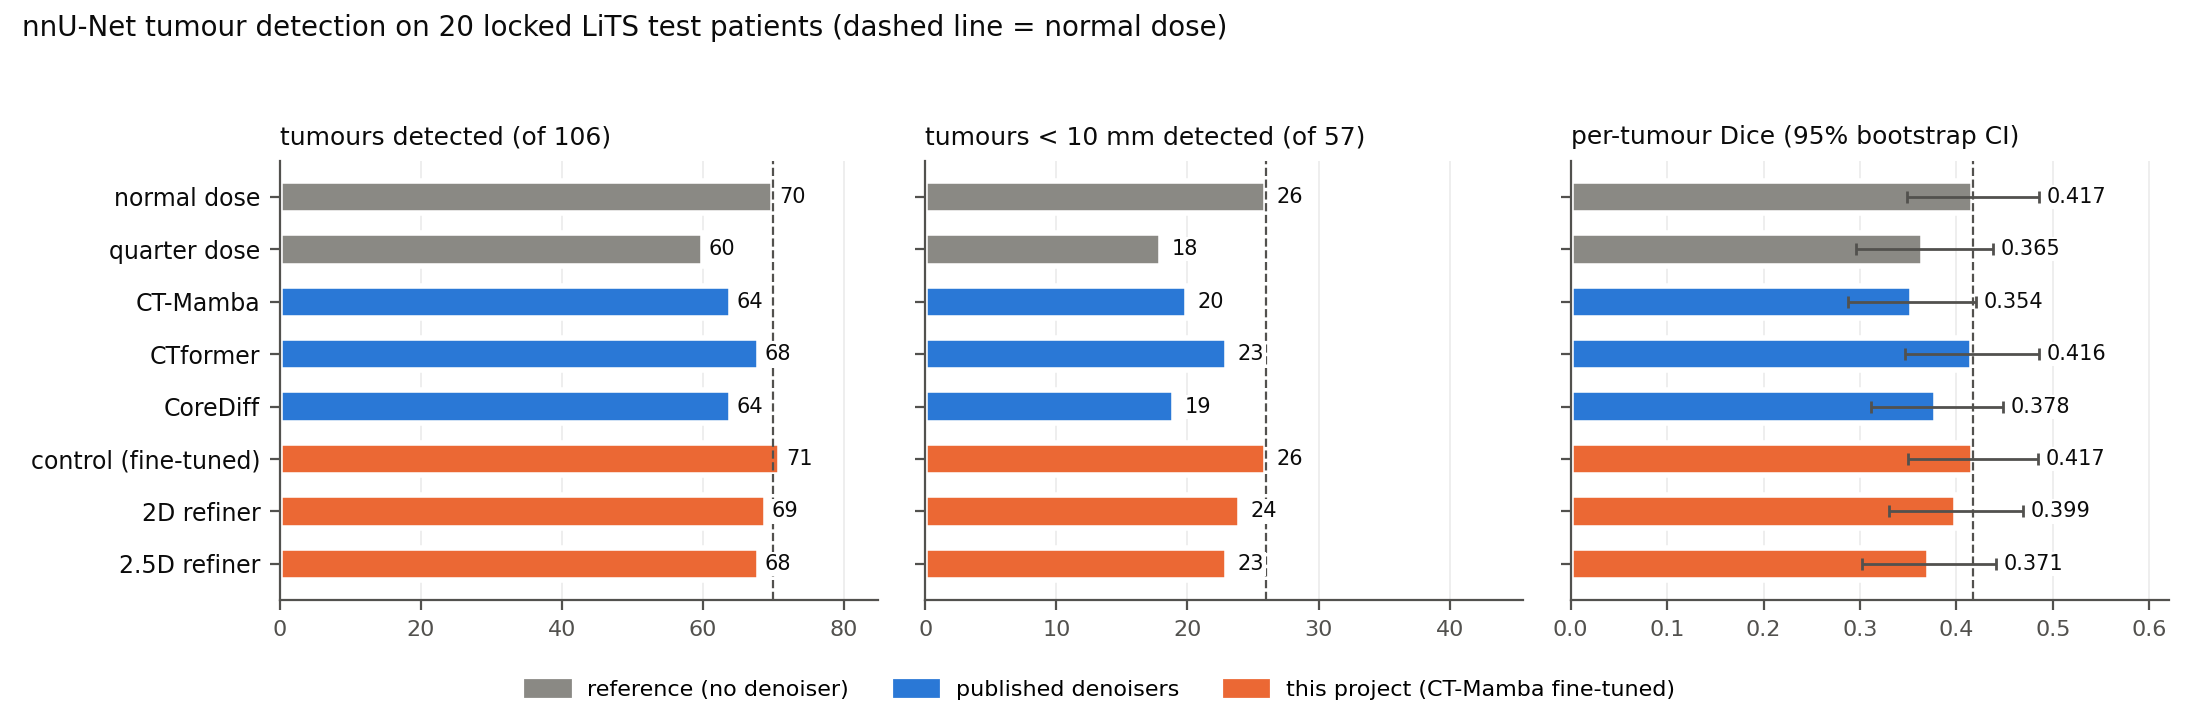 nnU-Net tumour detection on 20 locked LiTS test patients (dashed line = normal dose)
tumours detected (of 106)
normal dose
quarter dose
CT-Mamba
CTformer
CoreDiff
control (fine-tuned)
2D refiner
2.5D refiner
70
60
64
68
64
71
69
68
0 20 40 60 80
tumours < 10 mm detected (of 57)
26
18
20
23
19
26
24
23
0 10 20 30 40
per-tumour Dice (95% bootstrap CI)
0.417
0.365
0.354
0.416
0.378
0.417
0.399
0.371
0.0 0.1 0.2 0.3 0.4 0.5 0.6
reference (no denoiser) published denoisers this project (CT-Mamba fine-tuned)